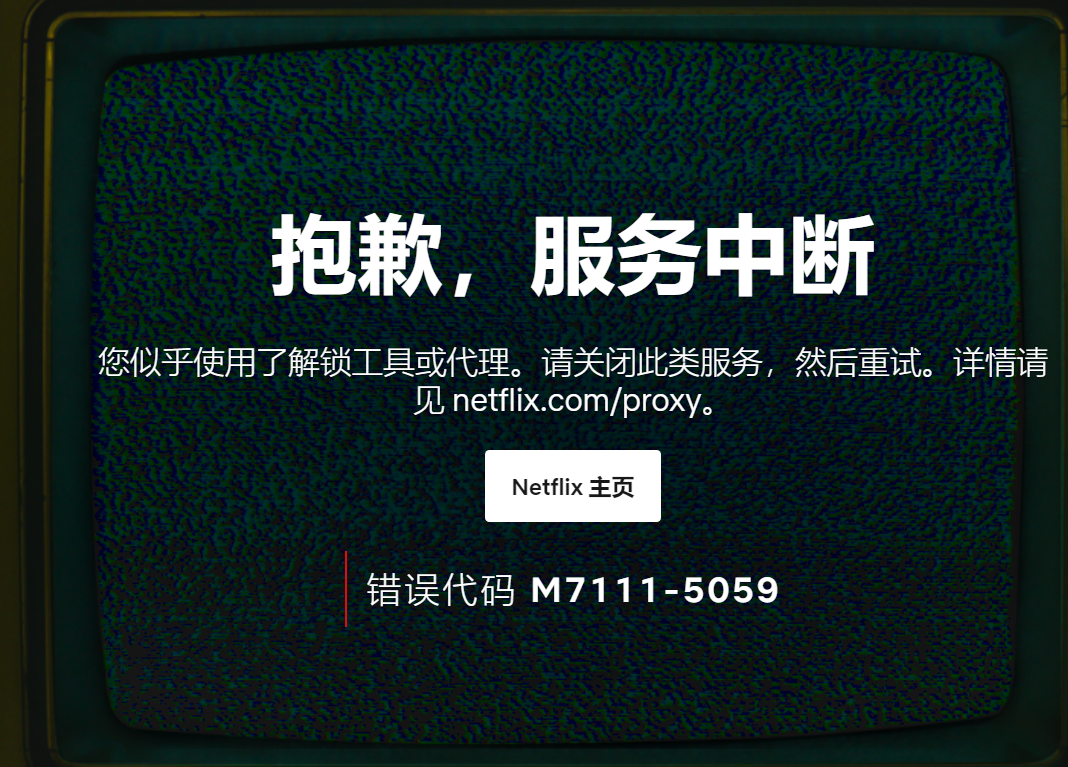 抱歉，服务中断
您似乎使用了解锁工具或代理。请关闭此类服务，然后重试。详情请
见 netflix.com/proxy。
Netflix 主页
错误代码 M7111-5059